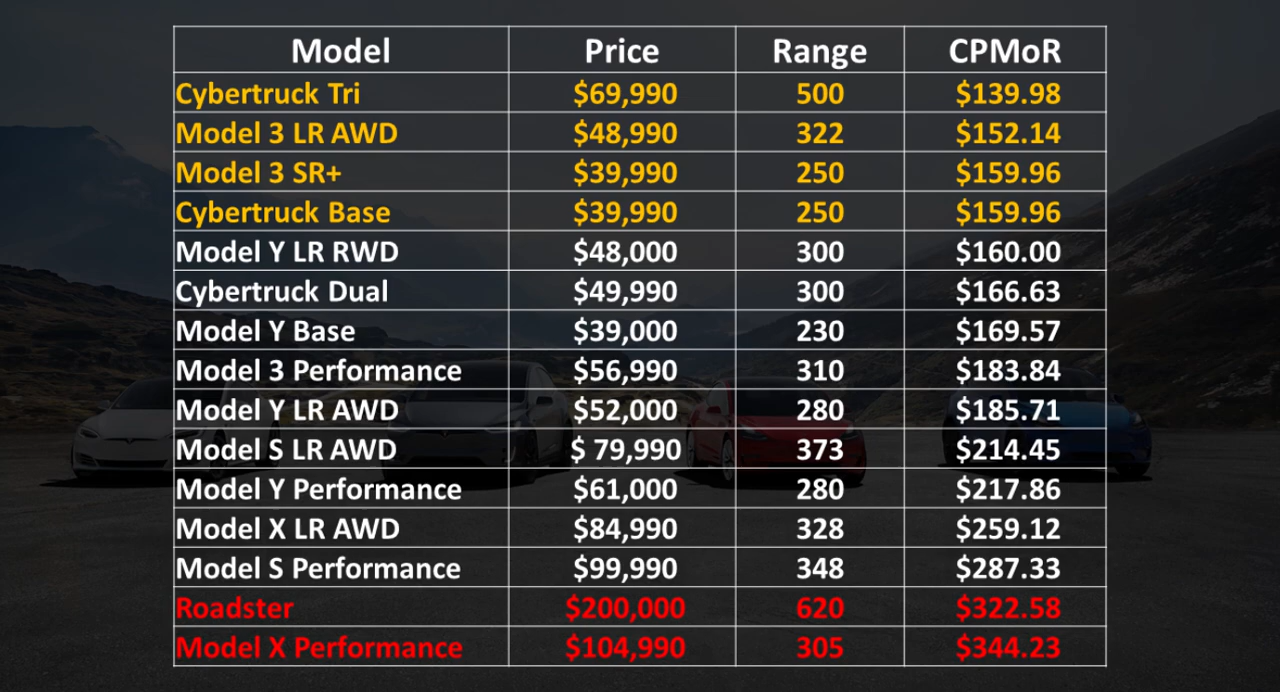 Model Price Range CPMoR
Cybertruck Tri $69,990 500 $139.98
Model 3 LR AWD $48,990 322 $152.14
Model 3 SR+ $39,990 250 $159.96
Cybertruck Base $39,990 250 $159.96
Model Y LR RWD $48,000 300 $160.00
Cybertruck Dual $49,990 300 $166.63
Model Y Base $39,000 230 $169.57
Model 3 Performance $56,990 310 $183.84
Model Y LR AWD $52,000 280 $185.71
Model S LR AWD $ 79,990 373 $214.45
Model Y Performance $61,000 280 $217.86
Model X LR AWD $84,990 328 $259.12
Model S Performance $99,990 348 $287.33
Roadster $200,000 620 $322.58
Model X Performance $104,990 305 $344.23